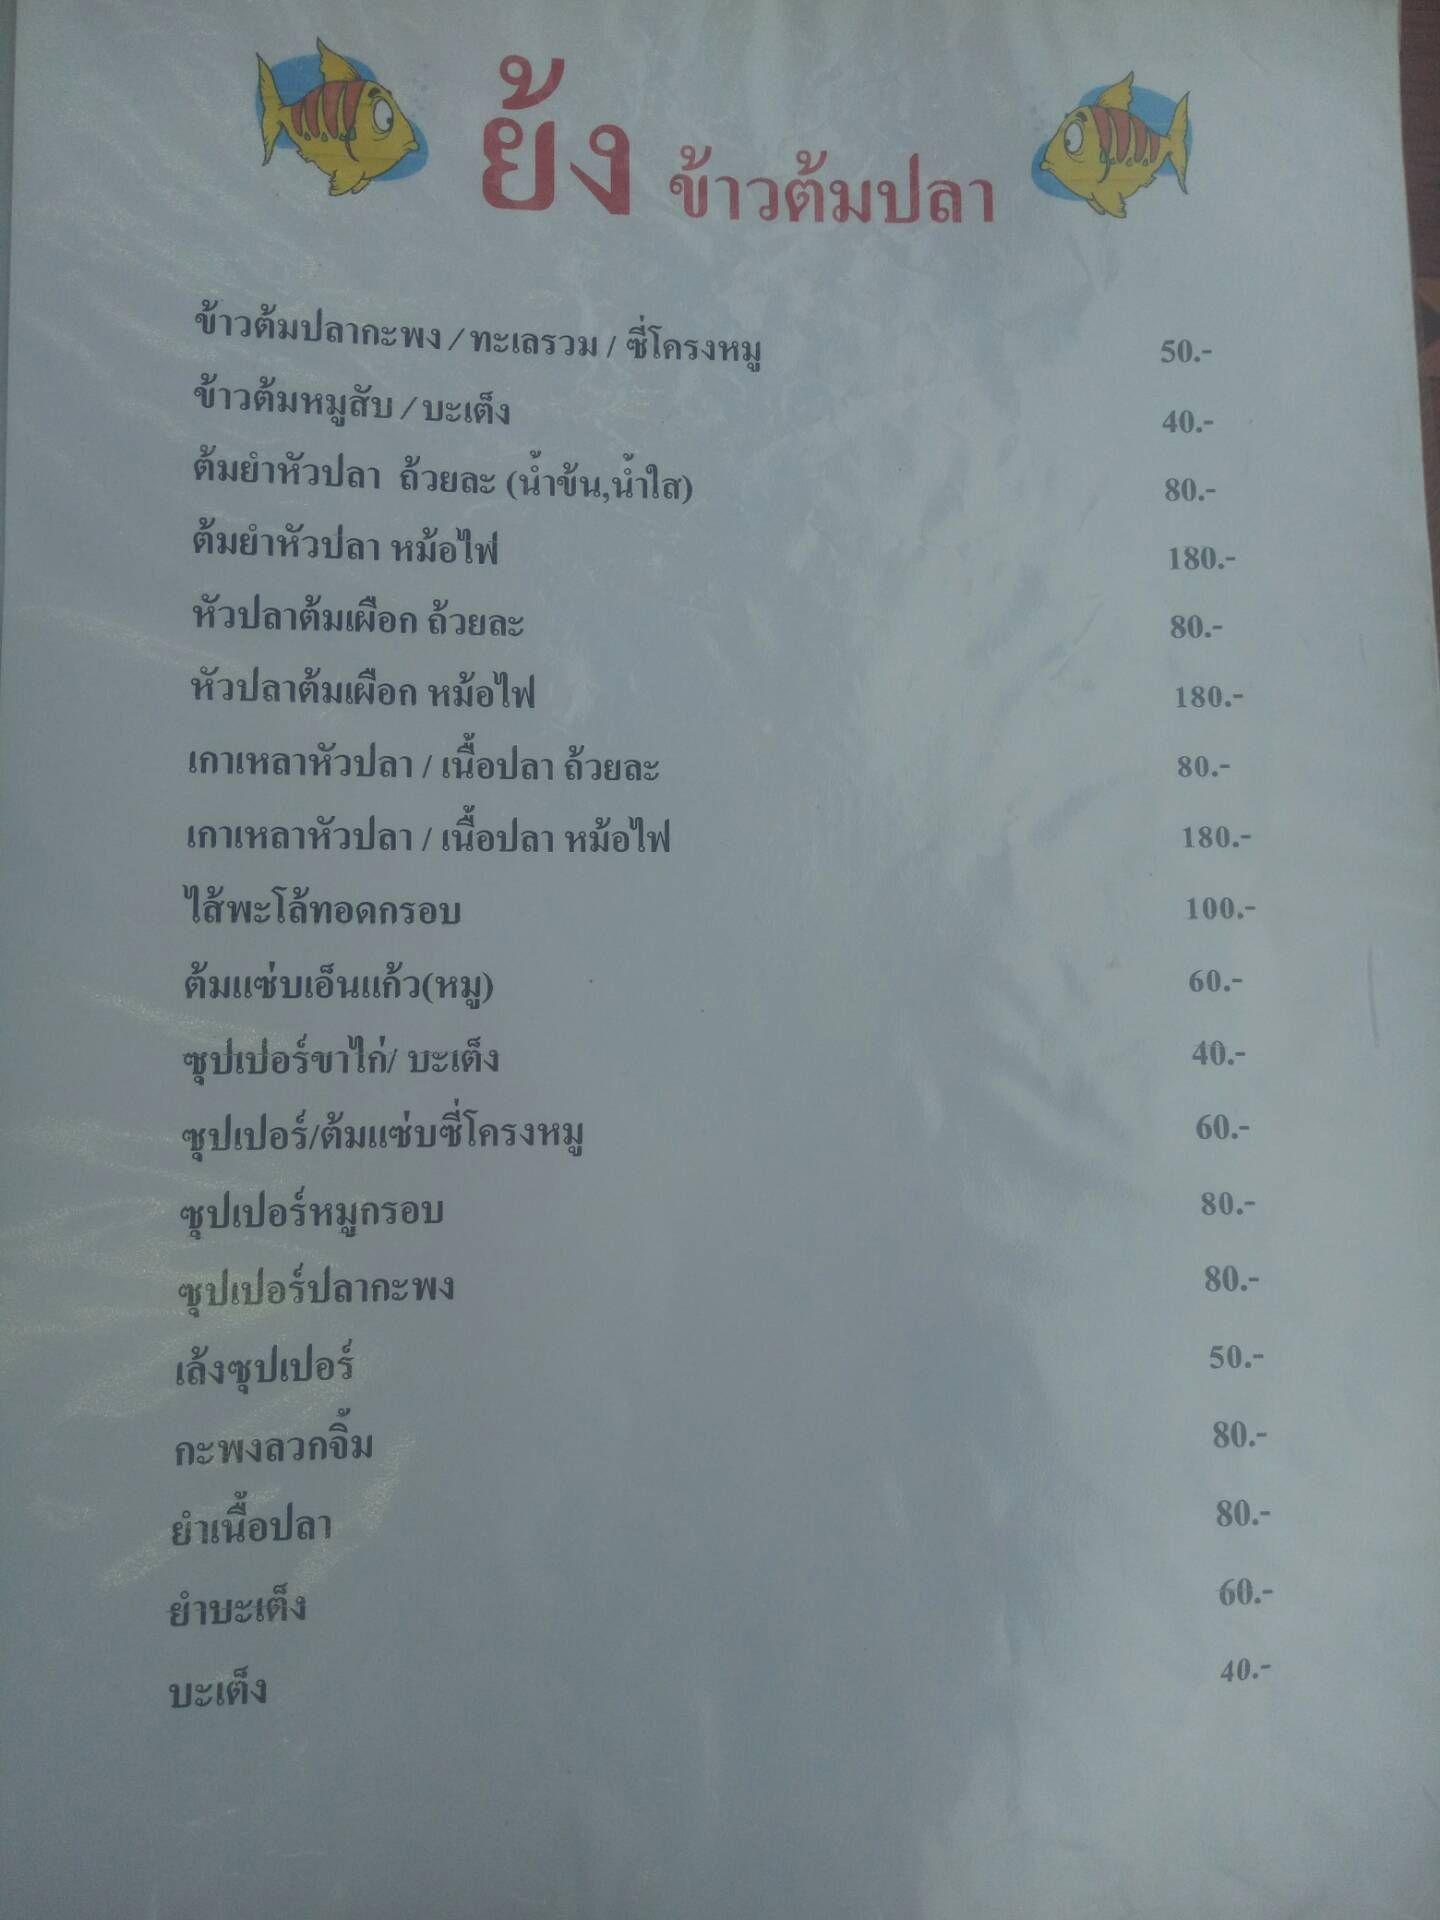 ย้ง ข้าวต้มปลา
ข้าวต้มปลากะพง / ทะเลรวม / ซี่โครงหมู 50.-
ข้าวต้มหมูสับ / บะเต็ง 40.-
ต้มยำหัวปลา ถ้วยละ (น้ำข้น,น้ำใส) 80.-
ต้มยำหัวปลา หม้อไฟ 180.-
หัวปลาต้มเผือก ถ้วยละ 80.-
หัวปลาต้มเผือก หม้อไฟ 180.-
เกาเหลาหัวปลา / เนื้อปลา ถ้วยละ 80.-
เกาเหลาหัวปลา / เนื้อปลา หม้อไฟ 180.-
ไส้พะโล้ทอดกรอบ 100.-
ต้มแซ่บเอ็นแก้ว(หมู) 60.-
ซุปเปอร์ขาไก่/ บะเต็ง 40.-
ซุปเปอร์/ต้มแซ่บซี่โครงหมู 60.-
ซุปเปอร์หมูกรอบ 80.-
ซุปเปอร์ปลากะพง 80.-
เล้งซุปเปอร์ 50.-
กะพงลวกจิ้ม 80.-
ยำเนื้อปลา 80.-
ยำบะเต็ง 60.-
บะเต็ง 40.-